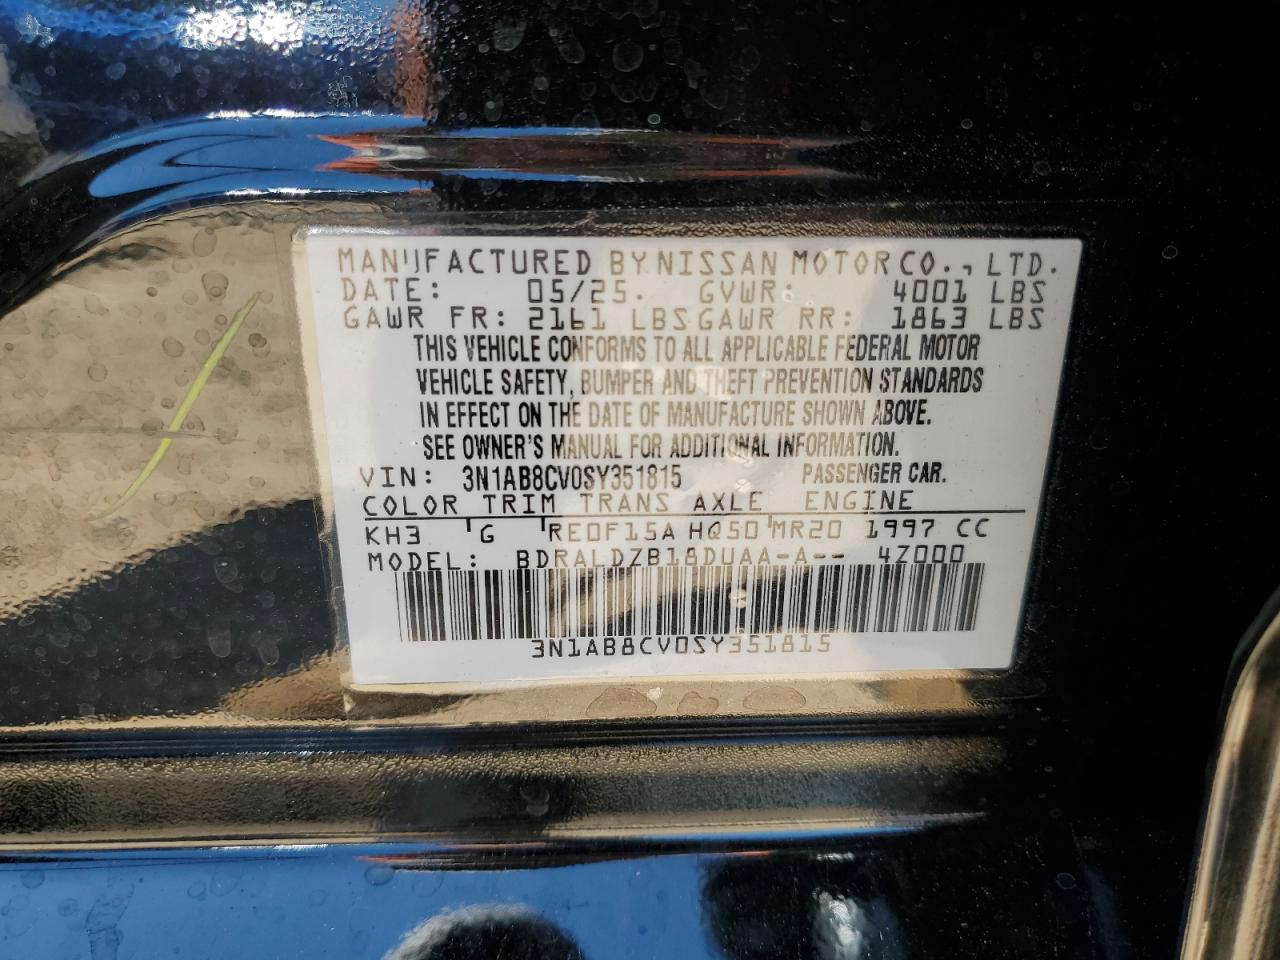 MANUFACTURED BY NISSAN MOTOR CO., LTD.
DATE: 05/25. GVWR: 4001 LBS
GAWR FR: 2161 LBS GAWR RR: 1863 LBS
THIS VEHICLE CONFORMS TO ALL APPLICABLE FEDERAL MOTOR
VEHICLE SAFETY, BUMPER AND THEFT PREVENTION STANDARDS
IN EFFECT ON THE DATE OF MANUFACTURE SHOWN ABOVE.
SEE OWNER'S MANUAL FOR ADDITIONAL INFORMATION.
VIN: 3N1AB8CV0SY351815 PASSENGER CAR.
COLOR TRIM TRANS AXLE ENGINE
KH3 G RE0F15A HQ50 MR20 1997 CC
MODEL: BDRALDZB18DUAA-A-- 4Z000
3N1AB8CV0SY351815